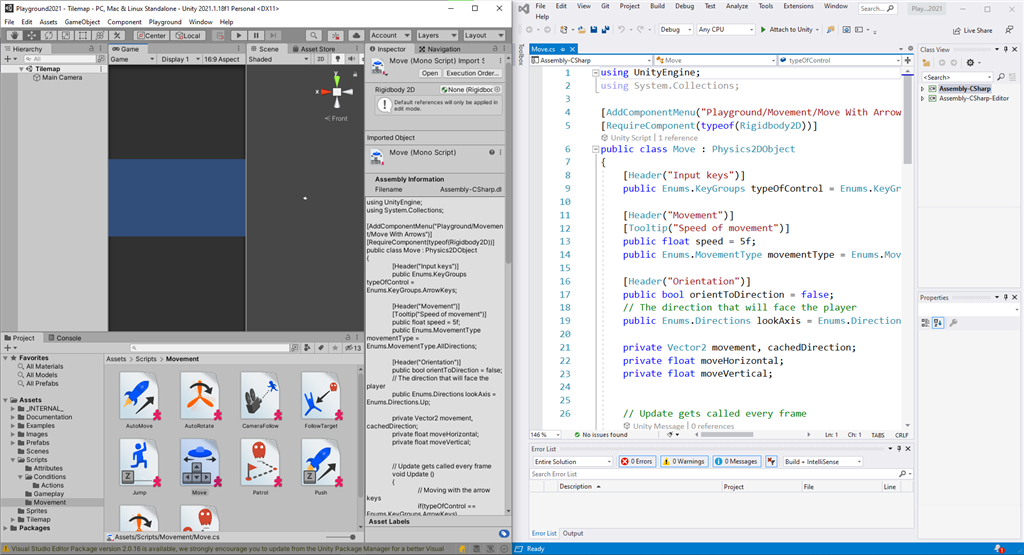 Playground2021 - Tilemap - PC, Mac & Linux Standalone - Unity 2021.1.18f1 Personal <DX11>
File Edit Assets GameObject Component Playground Window Help
Center Local Account Layers Layout
Hierarchy
All
Tilemap
Main Camera
Game
Game Display 1 16:9 Aspect
Scene Asset Store
Shaded 2D
y
x
Front
Inspector Navigation
Move (Mono Script) Import S
Open Execution Order...
Rigidbody 2D None (Rigidboc
Default references will only be applied in edit mode.
Imported Object
Move (Mono Script)
Assembly Information
Filename Assembly-CSharp.dl
using UnityEngine;
using System.Collections;
[AddComponentMenu("Playground/Moveme
nt/Move With Arrows")]
[RequireComponent(typeof(Rigidbody2D))]
public class Move : Physics2DObject
{
[Header("Input keys")]
public Enums.KeyGroups
typeOfControl =
Enums.KeyGroups.ArrowKeys;
[Header("Movement")]
[Tooltip("Speed of movement")]
public float speed = 5f;
public Enums.MovementType
movementType =
Enums.MovementType.AllDirections;
[Header("Orientation")]
public bool orientToDirection = false;
// The direction that will face the
player
public Enums.Directions lookAxis =
Enums.Directions.Up;
private Vector2 movement,
cachedDirection;
private float moveHorizontal;
private float moveVertical;
// Update gets called every frame
void Update ()
{
// Moving with the arrow
keys
if(typeOfControl ==
Enums.KeyGroups.ArrowKeys)
Asset Labels
Project Console
13
Favorites
All Materials
All Models
All Prefabs
Assets
_INTERNAL_
Documentation
Examples
Images
Prefabs
Scenes
Scripts
Attributes
Conditions
Actions
Gameplay
Movement
Sprites
Tilemap
Packages
Assets > Scripts > Movement
AutoMove AutoRotate CameraFollow FollowTarget
Jump Move Patrol Push
Assets/Scripts/Movement/Move.cs
Visual Studio Editor Package version 2.0.16 is available, we strongly encourage you to update from the Unity Package Manager for a better Visual
File Edit View Git Project Build Debug Test Analyze Tools Extensions Window Search...
Help
Play...2021
Debug Any CPU Attach to Unity Live Share
Toolbox
Move.cs
Assembly-CSharp Move typeOfControl
1 using UnityEngine;
2 using System.Collections;
3
4 [AddComponentMenu("Playground/Movement/Move With Arrow
5 [RequireComponent(typeof(Rigidbody2D))]
Unity Script | 1 reference
6 public class Move : Physics2DObject
7 {
8 [Header("Input keys")]
9 public Enums.KeyGroups typeOfControl = Enums.KeyGr
10
11 [Header("Movement")]
12 [Tooltip("Speed of movement")]
13 public float speed = 5f;
14 public Enums.MovementType movementType = Enums.Mov
15
16 [Header("Orientation")]
17 public bool orientToDirection = false;
18 // The direction that will face the player
19 public Enums.Directions lookAxis = Enums.Direction
20
21 private Vector2 movement, cachedDirection;
22 private float moveHorizontal;
23 private float moveVertical;
24
25
26 // Update gets called every frame
Unity Message | 0 references
146 % No issues found Ln: 1 Ch: 1 TABS CRLF
Class View
<Search>
Assembly-CSharp
Assembly-CSharp-Editor
Properties
Error List
Entire Solution 0 Errors 0 Warnings 0 Messages Build + IntelliSense
Search Error List
Description Project File Line
Error List Output
Ready